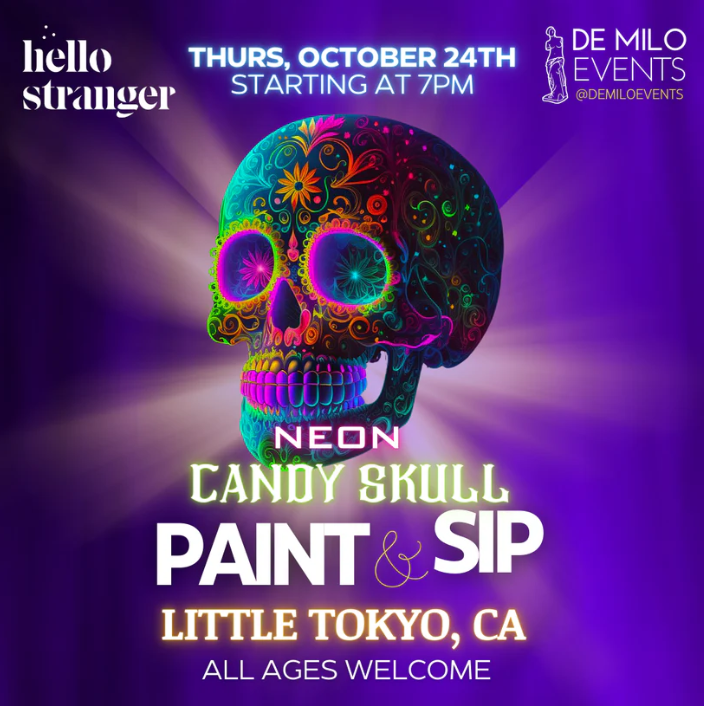 hello
stranger
THURS, OCTOBER 24TH
STARTING AT 7PM
DE MILO
EVENTS
@DEMILOEVENTS
NEON
CANDY SKULL
PAINT & SIP
LITTLE TOKYO, CA
ALL AGES WELCOME